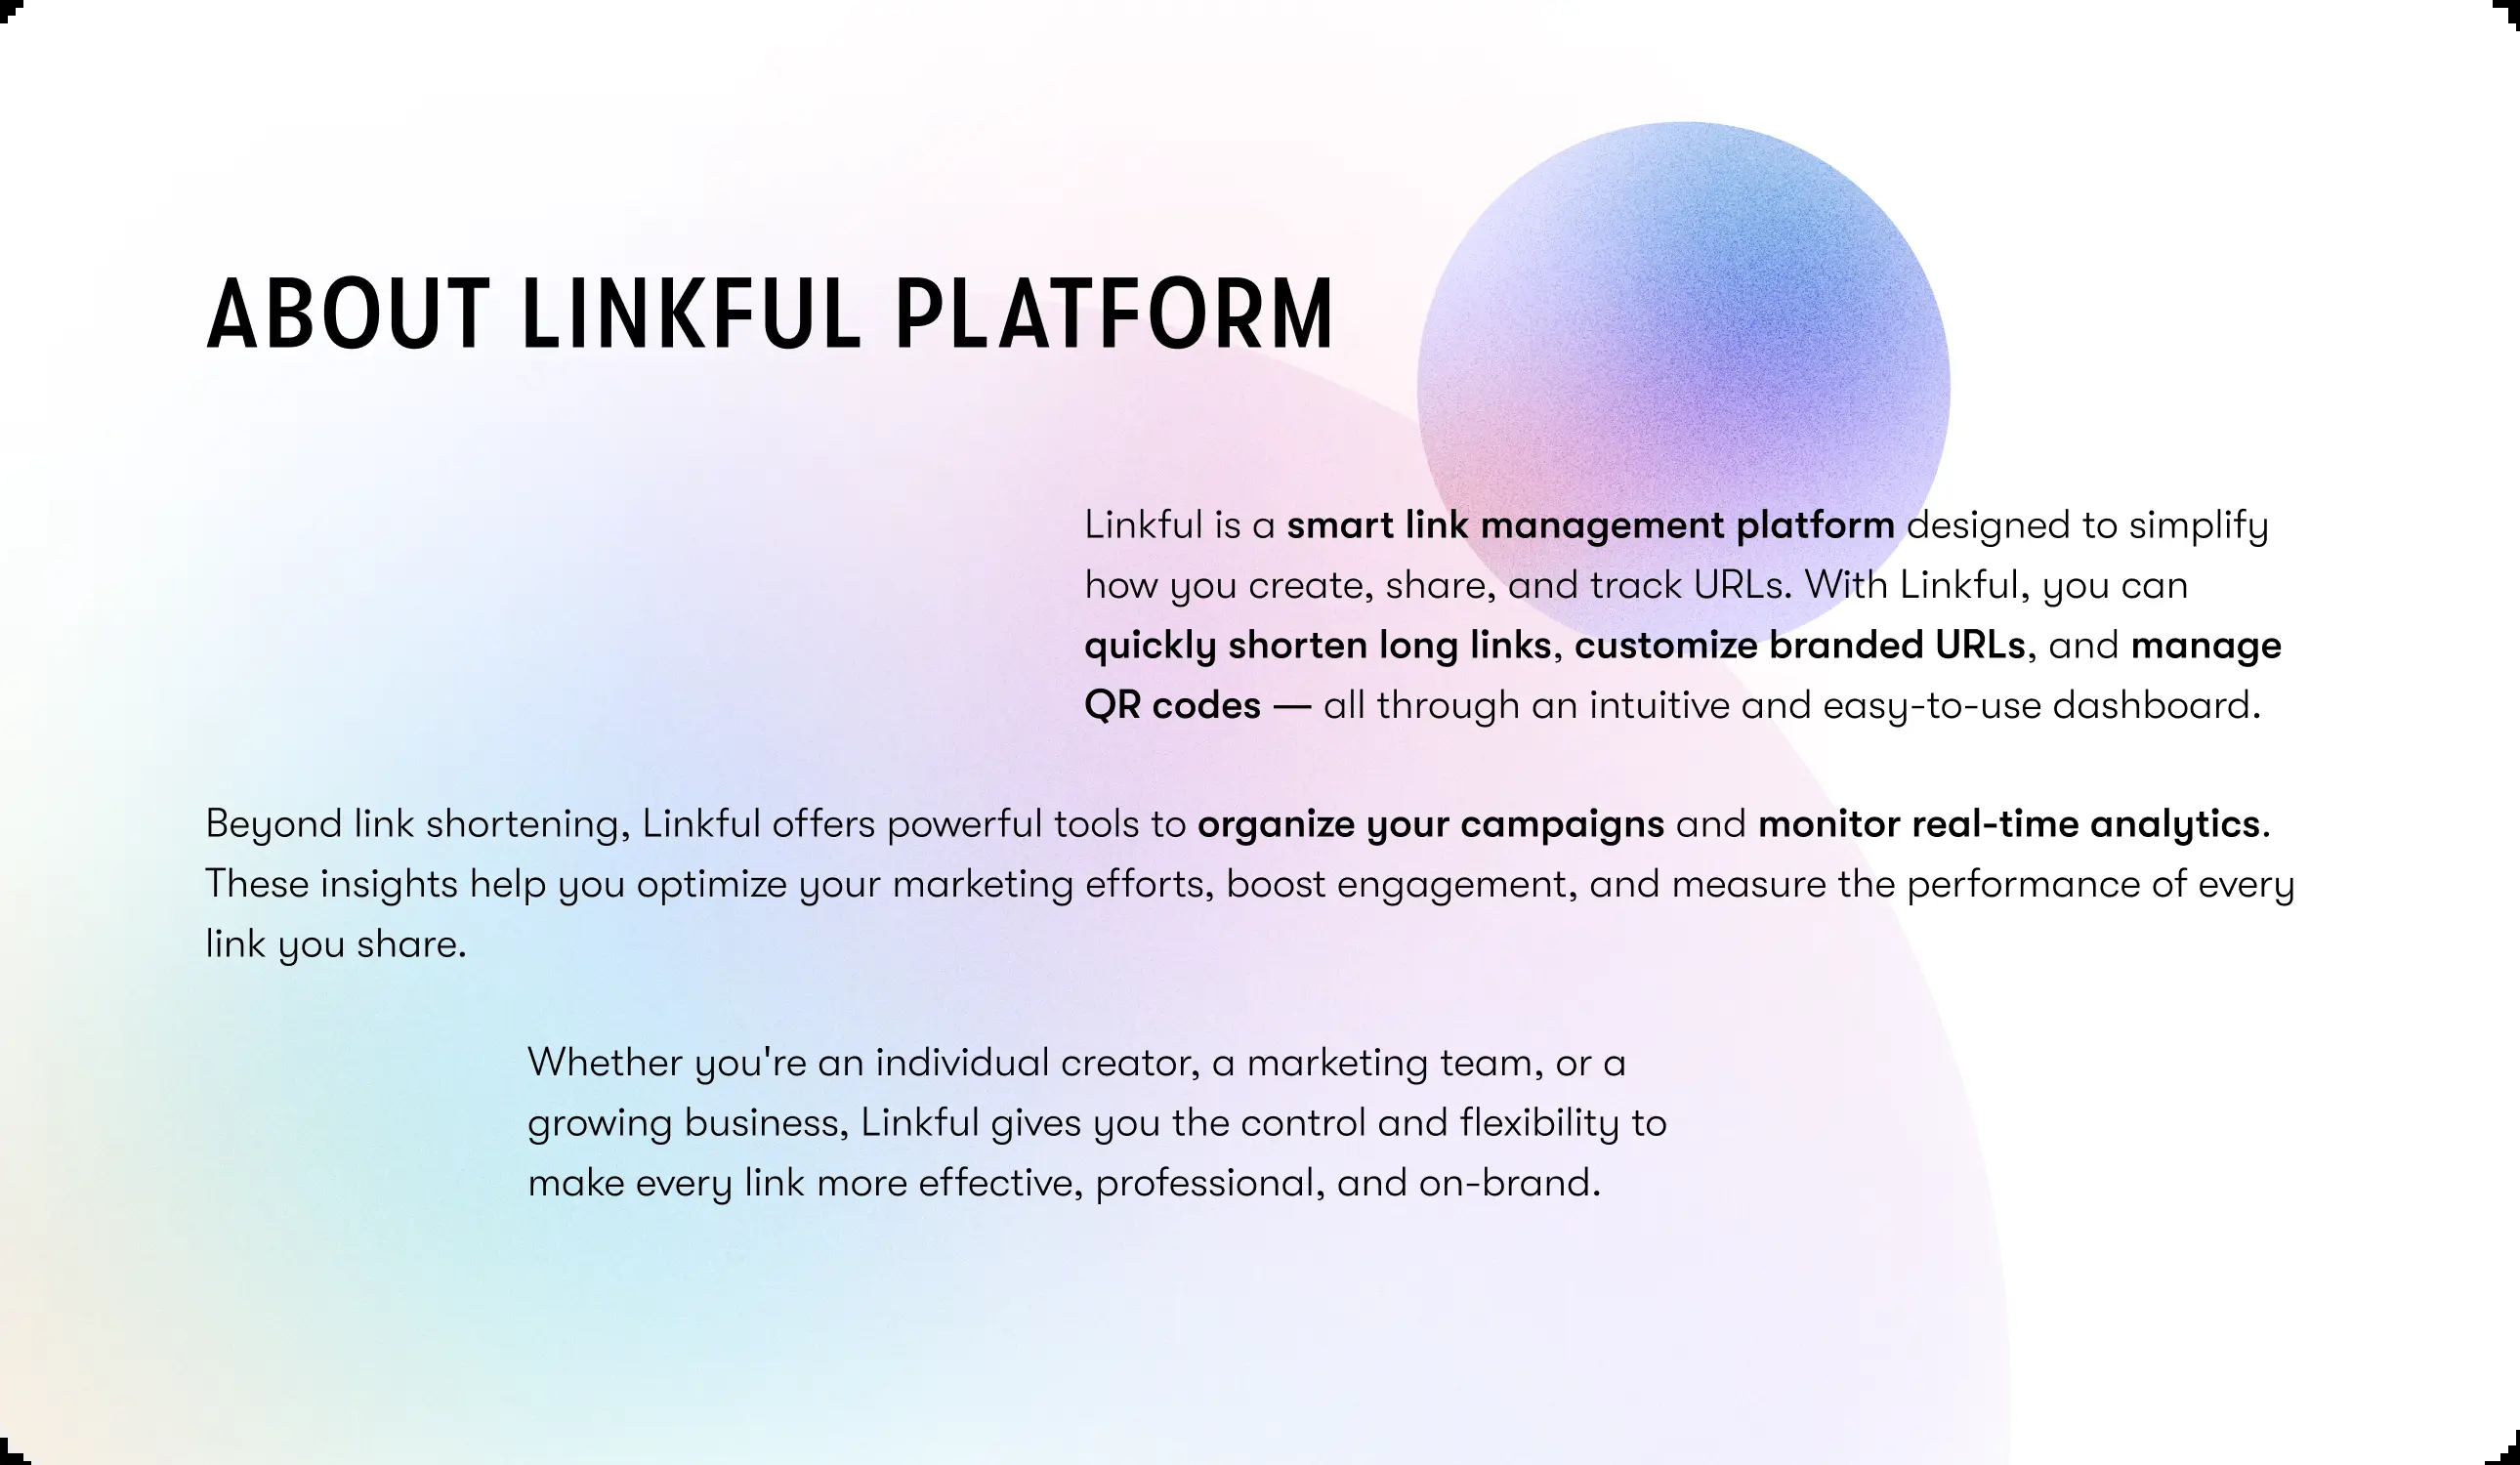 ABOUT LINKFUL PLATFORM
Linkful is a smart link management platform designed to simplify
how you create, share, and track URLs. With Linkful, you can
quickly shorten long links, customize branded URLs, and manage
QR codes — all through an intuitive and easy-to-use dashboard.
Beyond link shortening, Linkful offers powerful tools to organize your campaigns and monitor real-time analytics.
These insights help you optimize your marketing efforts, boost engagement, and measure the performance of every
link you share.
Whether you're an individual creator, a marketing team, or a
growing business, Linkful gives you the control and flexibility to
make every link more effective, professional, and on-brand.